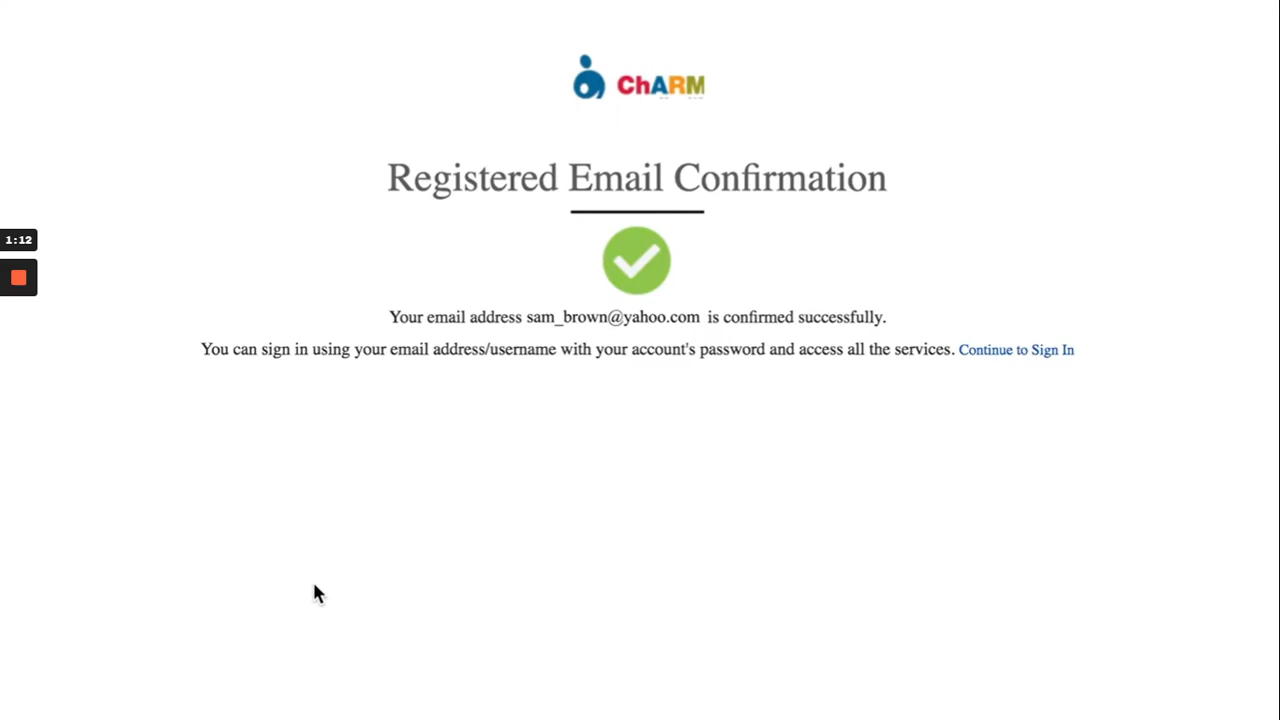 ChARM
Registered Email Confirmation
1:12
Your email address sam_brown@yahoo.com is confirmed successfully.
You can sign in using your email address/username with your account's password and access all the services. Continue to Sign In